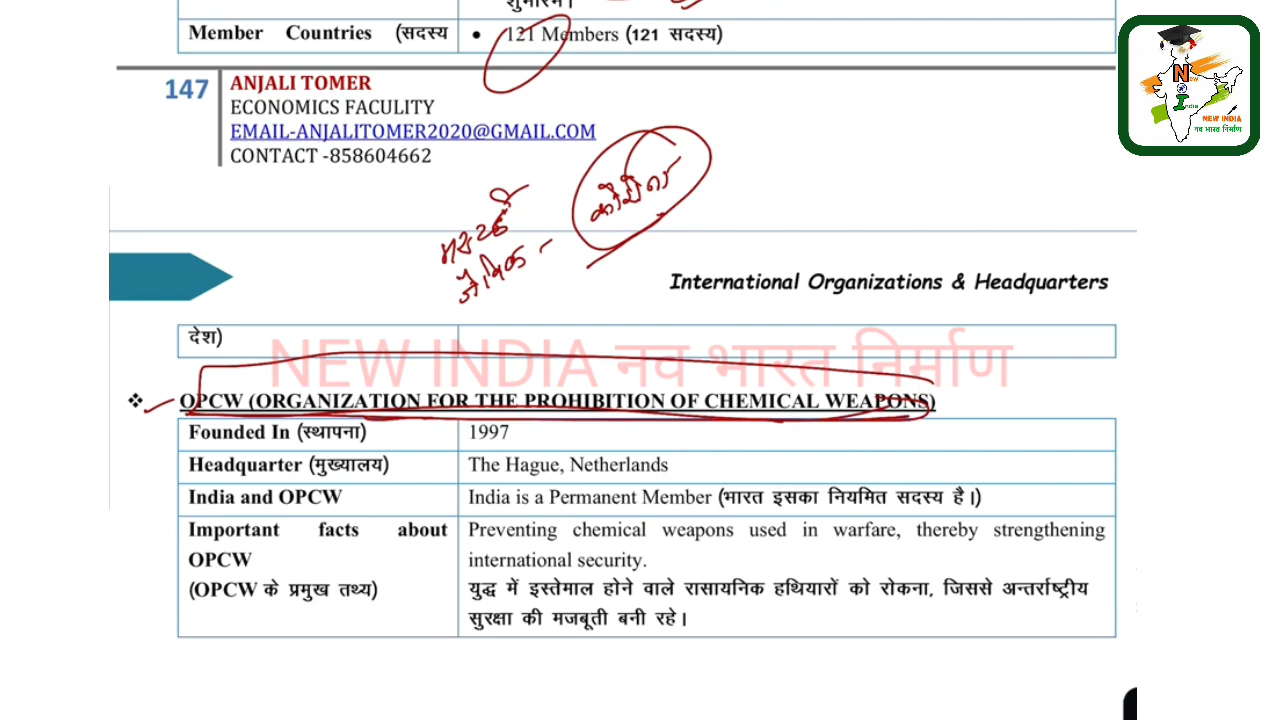 Member Countries (सदस्य
• 121 Members (121 सदस्य)
147
ANJALI TOMER
ECONOMICS FACULITY
EMAIL-ANJALITOMER2020@GMAIL.COM
CONTACT -858604662
NEW INDIA
नव भारत निर्माण
International Organizations & Headquarters
देश)
NEW INDIA नव भारत निर्माण
❖ OPCW (ORGANIZATION FOR THE PROHIBITION OF CHEMICAL WEAPONS)
Founded In (स्थापना)
1997
Headquarter (मुख्यालय)
The Hague, Netherlands
India and OPCW
India is a Permanent Member (भारत इसका नियमित सदस्य है।)
Important facts about
OPCW
(OPCW के प्रमुख तथ्य)
Preventing chemical weapons used in warfare, thereby strengthening
international security.
युद्ध में इस्तेमाल होने वाले रासायनिक हथियारों को रोकना, जिससे अन्तर्राष्ट्रीय
सुरक्षा की मजबूती बनी रहे।